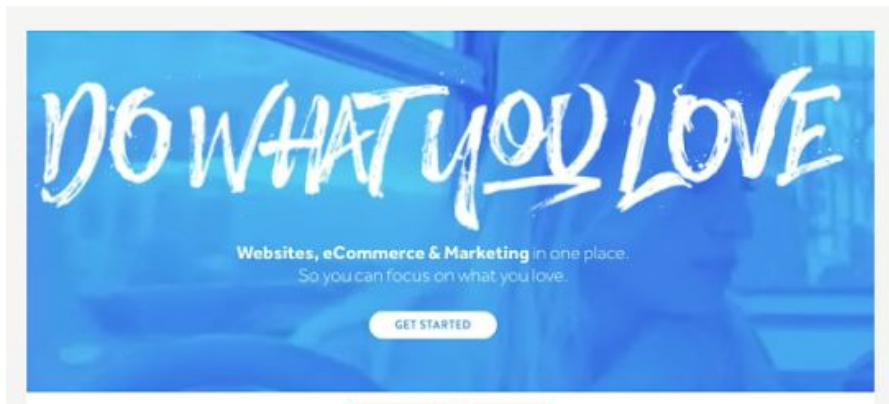 DO WHAT YOU LOVE
Websites, eCommerce & Marketing in one place.
So you can focus on what you love.
GET STARTED